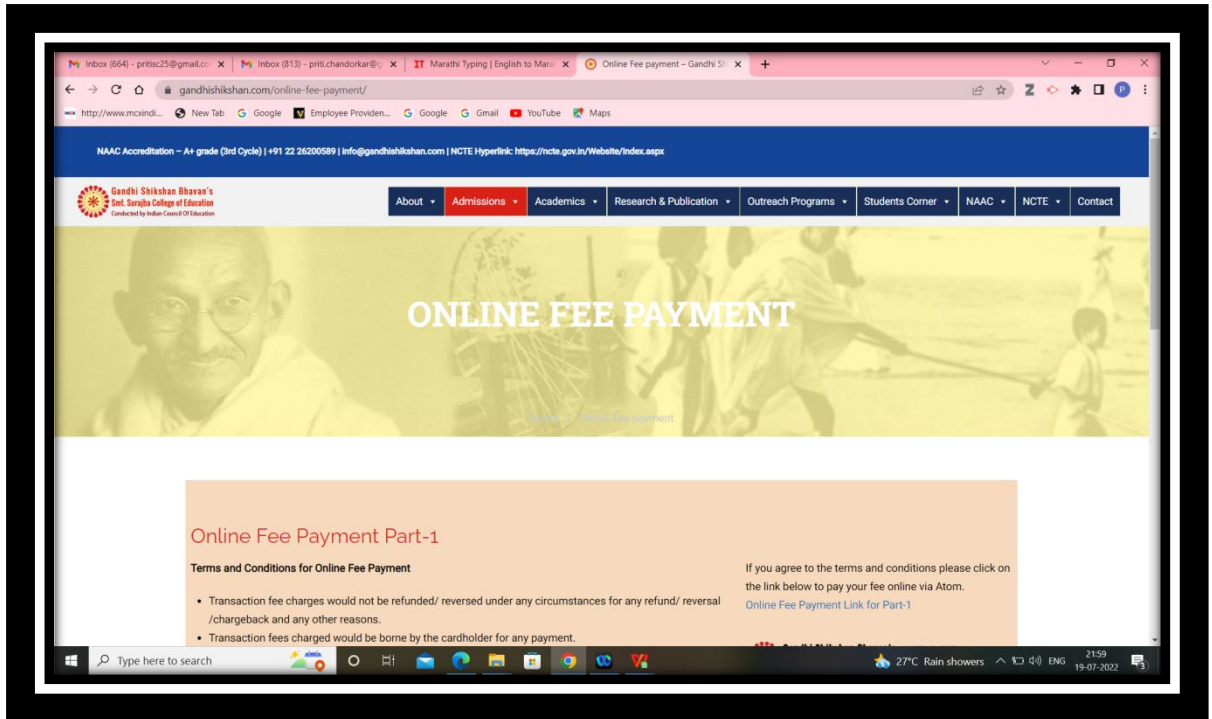 Inbox (664) - pritisc25@gmail.co
Inbox (813) - priti.chandorkar@g
IT Marathi Typing | English to Mara
Online Fee payment – Gandhi Sh
gandhishikshan.com/online-fee-payment/
http://www.mcxindi... New Tab Google Employee Providen... Google Gmail YouTube Maps
NAAC Accreditation – A+ grade (3rd Cycle) | +91 22 26200589 | info@gandhishikshan.com | NCTE Hyperlink: https://ncte.gov.in/Website/Index.aspx
Gandhi Shikshan Bhavan's
Smt. Surajba College of Education
Conducted by Indian Council Of Education
About Admissions Academics Research & Publication Outreach Programs Students Corner NAAC NCTE Contact
ONLINE FEE PAYMENT
Home / Online Fee payment
Online Fee Payment Part-1
Terms and Conditions for Online Fee Payment
• Transaction fee charges would not be refunded/ reversed under any circumstances for any refund/ reversal
/chargeback and any other reasons.
• Transaction fees charged would be borne by the cardholder for any payment.
If you agree to the terms and conditions please click on
the link below to pay your fee online via Atom.
Online Fee Payment Link for Part-1
Type here to search
27°C Rain showers
ENG
21:59
19-07-2022